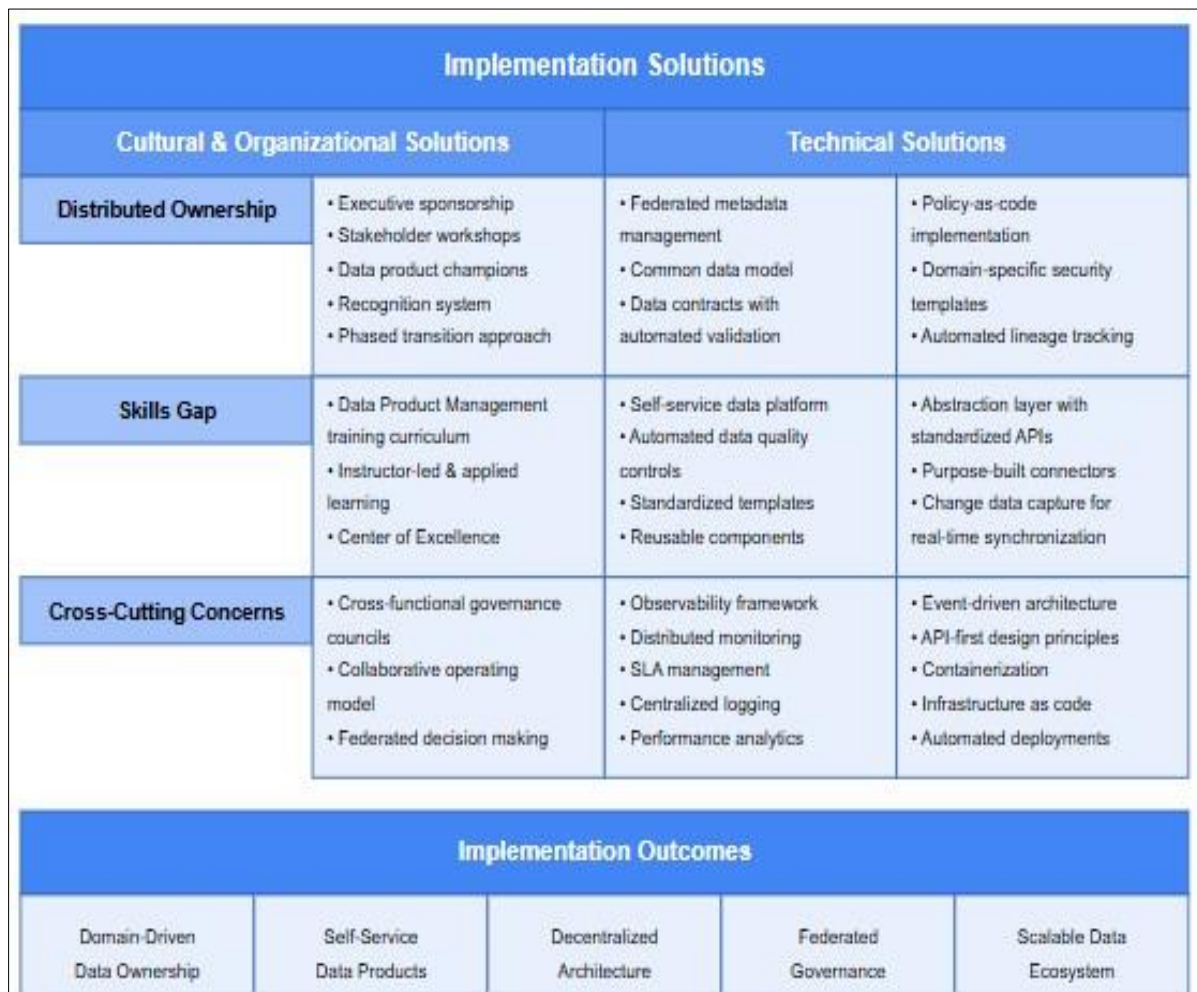 Implementation Solutions
Cultural & Organizational Solutions
Technical Solutions
Distributed Ownership
• Executive sponsorship
• Stakeholder workshops
• Data product champions
• Recognition system
• Phased transition approach
• Federated metadata
management
• Common data model
• Data contracts with
automated validation
• Policy-as-code
implementation
• Domain-specific security
templates
• Automated lineage tracking
Skills Gap
• Data Product Management
training curriculum
• Instructor-led & applied
learning
• Center of Excellence
• Self-service data platform
• Automated data quality
controls
• Standardized templates
• Reusable components
• Abstraction layer with
standardized APIs
• Purpose-built connectors
• Change data capture for
real-time synchronization
Cross-Cutting Concerns
• Cross-functional governance
councils
• Collaborative operating
model
• Federated decision making
• Observability framework
• Distributed monitoring
• SLA management
• Centralized logging
• Performance analytics
• Event-driven architecture
• API-first design principles
• Containerization
• Infrastructure as code
• Automated deployments
Implementation Outcomes
Domain-Driven
Data Ownership
Self-Service
Data Products
Decentralized
Architecture
Federated
Governance
Scalable Data
Ecosystem